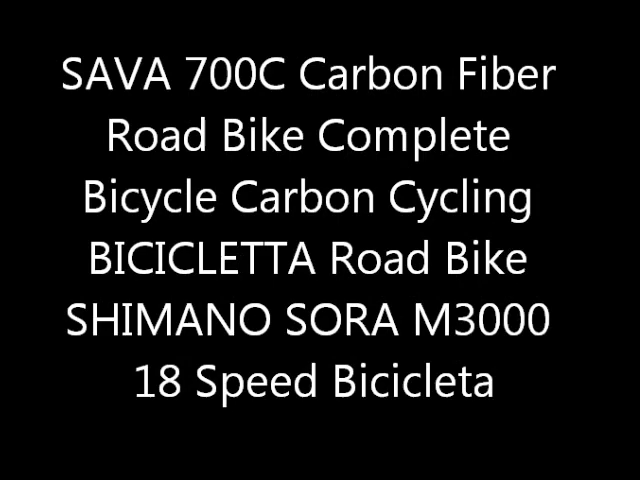 SAVA 700C Carbon Fiber
Road Bike Complete
Bicycle Carbon Cycling
BICICLETTA Road Bike
SHIMANO SORA M3000
18 Speed Bicicleta